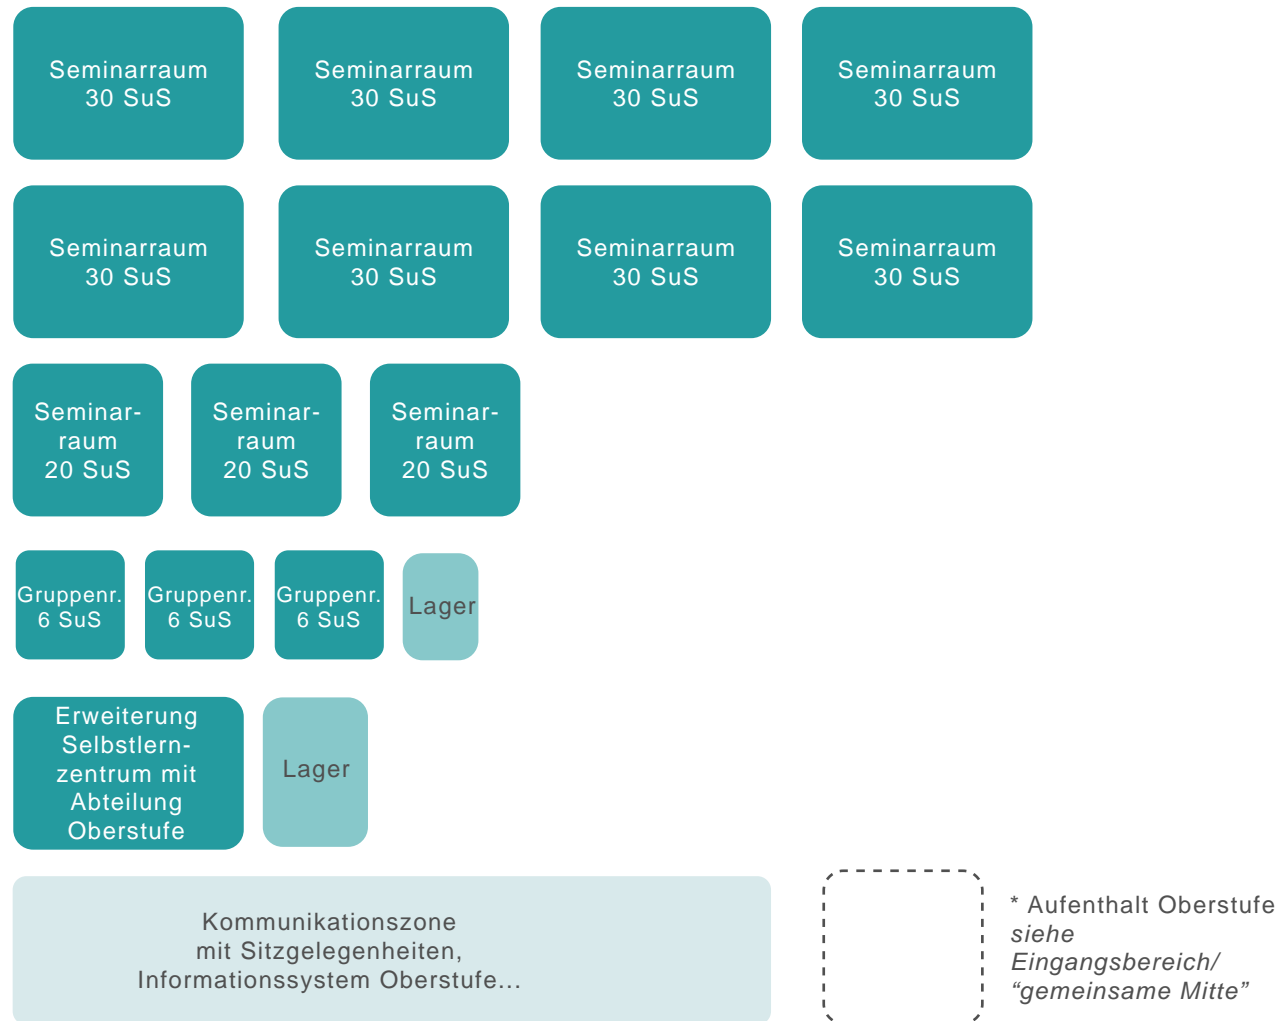 Seminarraum
30 SuS
Seminarraum
30 SuS
Seminarraum
30 SuS
Seminarraum
30 SuS
Seminarraum
30 SuS
Seminarraum
30 SuS
Seminarraum
30 SuS
Seminarraum
30 SuS
Seminar-
raum
20 SuS
Seminar-
raum
20 SuS
Seminar-
raum
20 SuS
Gruppenr.
6 SuS
Gruppenr.
6 SuS
Gruppenr.
6 SuS
Lager
Erweiterung
Selbstlern-
zentrum mit
Abteilung
Oberstufe
Lager
Kommunikationszone
mit Sitzgelegenheiten,
Informationssystem Oberstufe...
* Aufenthalt Oberstufe
siehe
Eingangsbereich/
“gemeinsame Mitte”